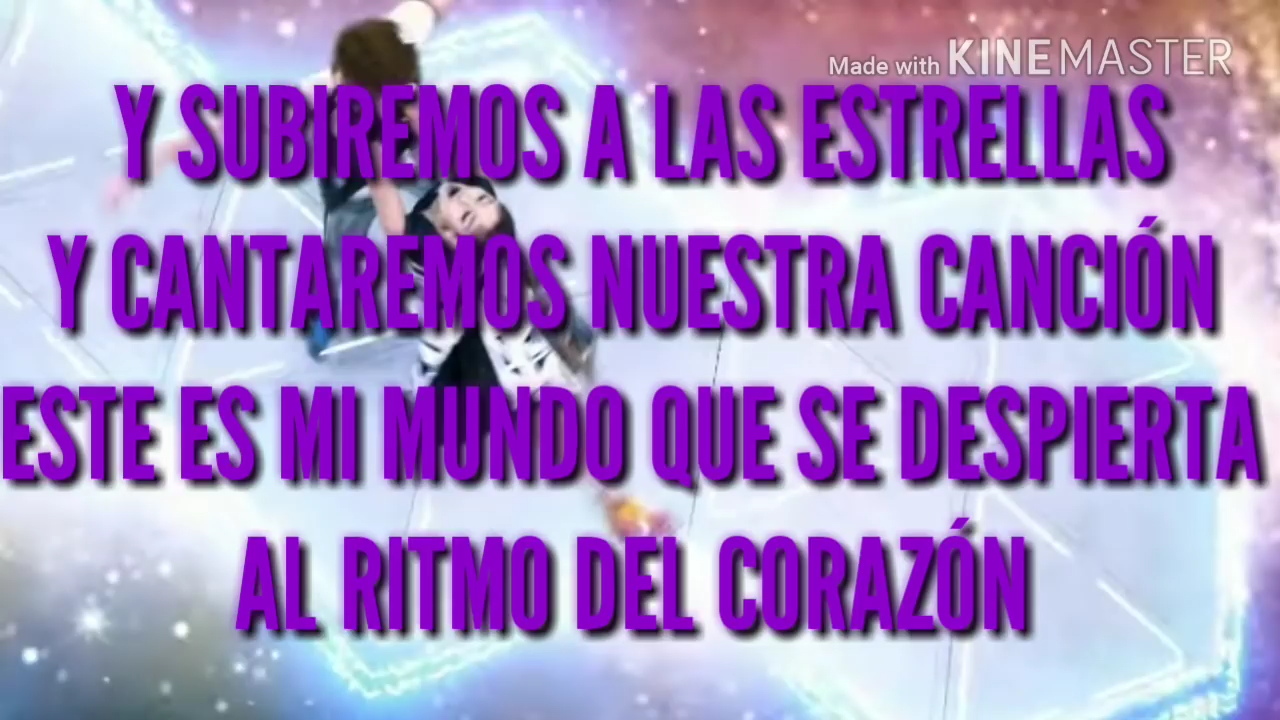 Made with KINEMASTER
Y SUBIREMOS A LAS ESTRELLAS
Y CANTAREMOS NUESTRA CANCIÓN
ESTE ES MI MUNDO QUE SE DESPIERTA
AL RITMO DEL CORAZÓN